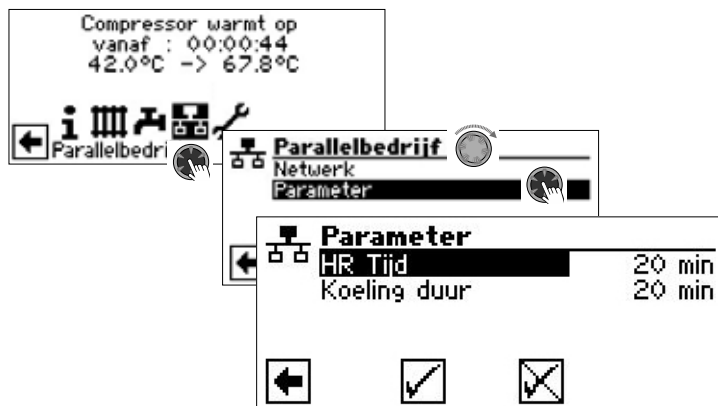 Compressor warmt op
vanaf : 00:00:44
42.0°C -> 67.8°C
Parallelbedri
Parallelbedrijf
Netwerk
Parameter
Parameter
HR Tijd 20 min
Koeling duur 20 min